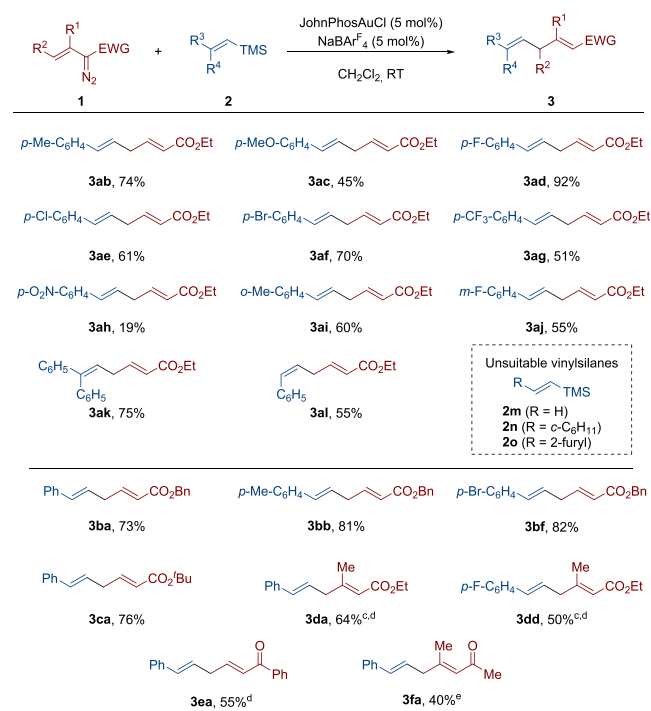 JohnPhosAuCl (5 mol%)
NaBArF4 (5 mol%)
CH2Cl2, RT
R1 R2 EWG N2 + R3 R4 TMS R3 R4 R2 R1 EWG
1 2 3
p-Me-C6H4 CO2Et p-MeO-C6H4 CO2Et p-F-C6H4 CO2Et
3ab, 74% 3ac, 45% 3ad, 92%
p-Cl-C6H4 CO2Et p-Br-C6H4 CO2Et p-CF3-C6H4 CO2Et
3ae, 61% 3af, 70% 3ag, 51%
p-O2N-C6H4 CO2Et o-Me-C6H4 CO2Et m-F-C6H4 CO2Et
3ah, 19% 3ai, 60% 3aj, 55%
C6H5 C6H5 CO2Et C6H5 CO2Et
3ak, 75% 3al, 55%
Unsuitable vinylsilanes
R TMS
2m (R = H)
2n (R = c-C6H11)
2o (R = 2-furyl)
Ph CO2Bn p-Me-C6H4 CO2Bn p-Br-C6H4 CO2Bn
3ba, 73% 3bb, 81% 3bf, 82%
Ph CO2tBu Ph Me CO2Et p-F-C6H4 Me CO2Et
3ca, 76% 3da, 64%c,d 3dd, 50%c,d
Ph O Ph Ph Me O Me
3ea, 55%d 3fa, 40%e